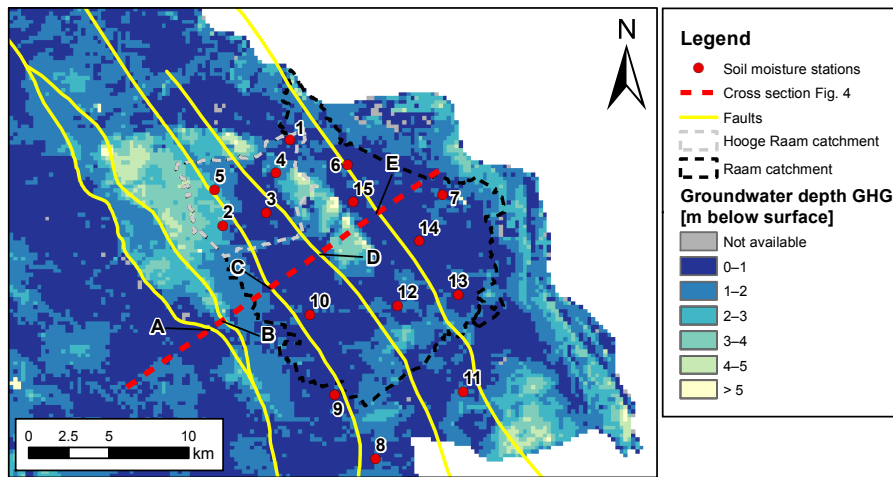 N
1
4
5
2
3
6
15
E
7
14
D
C
A
B
10
12
13
9
11
8
0 2.5 5 10
km
Legend
Soil moisture stations
Cross section Fig. 4
Faults
Hooge Raam catchment
Raam catchment
Groundwater depth GHG
[m below surface]
Not available
0–1
1–2
2–3
3–4
4–5
> 5